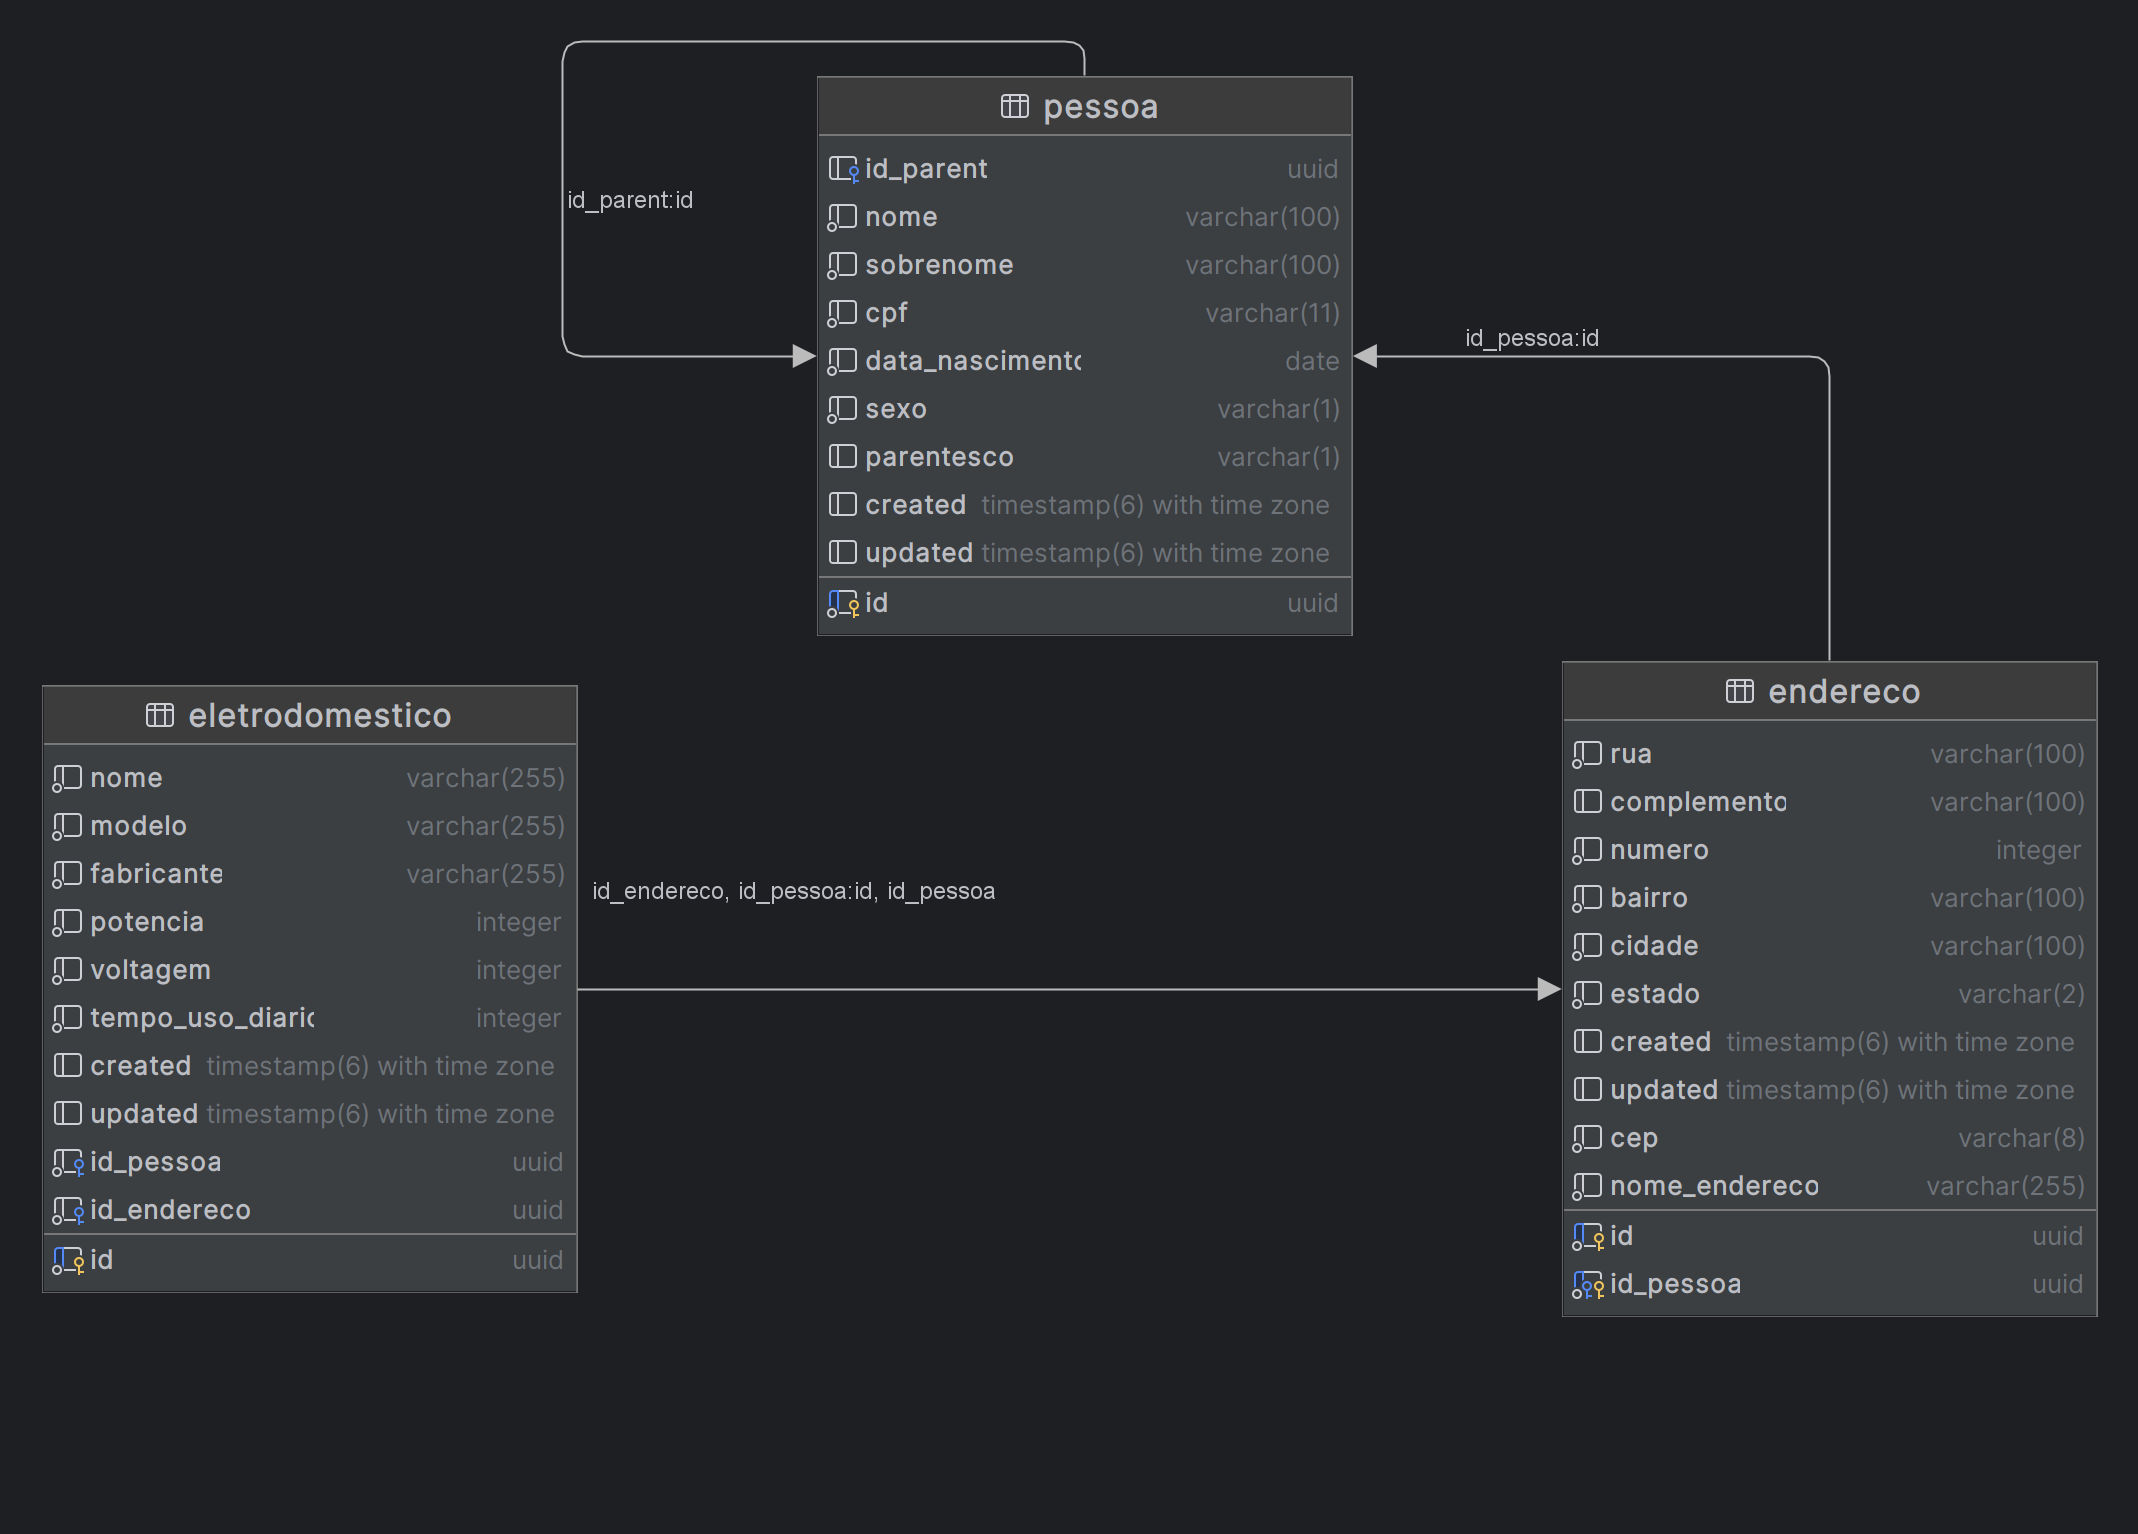 pessoa
id_parent uuid
nome varchar(100)
sobrenome varchar(100)
cpf varchar(11)
data_nascimento date
sexo varchar(1)
parentesco varchar(1)
created timestamp(6) with time zone
updated timestamp(6) with time zone
id uuid
id_parent:id
id_pessoa:id
eletrodomestico
nome varchar(255)
modelo varchar(255)
fabricante varchar(255)
potencia integer
voltagem integer
tempo_uso_diario integer
created timestamp(6) with time zone
updated timestamp(6) with time zone
id_pessoa uuid
id_endereco uuid
id uuid
id_endereco, id_pessoa:id, id_pessoa
endereco
rua varchar(100)
complemento varchar(100)
numero integer
bairro varchar(100)
cidade varchar(100)
estado varchar(2)
created timestamp(6) with time zone
updated timestamp(6) with time zone
cep varchar(8)
nome_endereco varchar(255)
id uuid
id_pessoa uuid